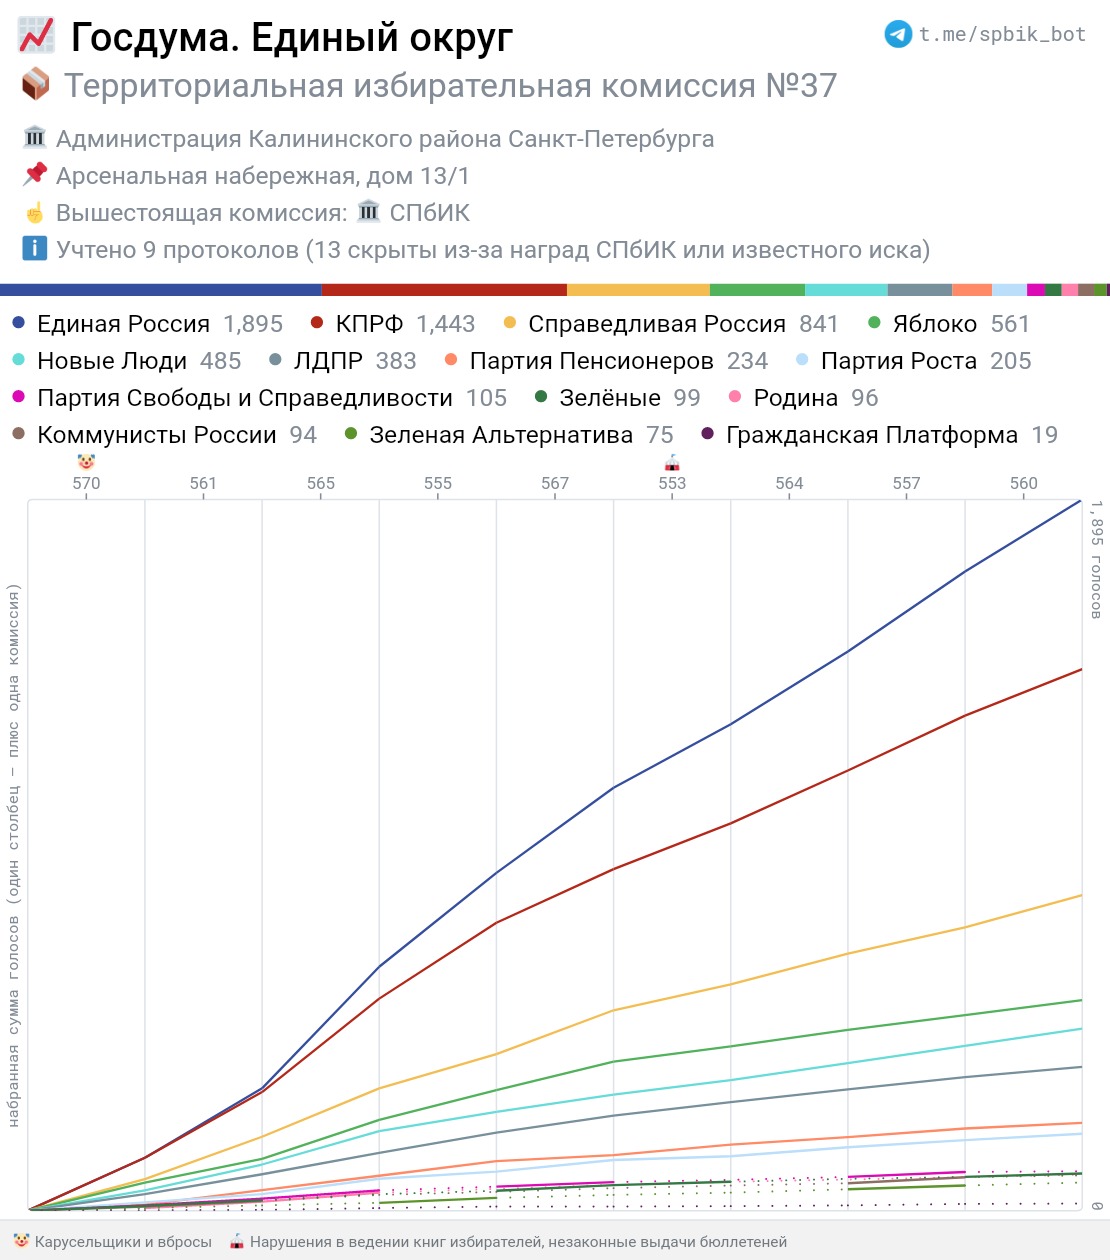 Госдума. Единый округ
t.me/spbik_bot
Территориальная избирательная комиссия №37
Администрация Калининского района Санкт-Петербурга
Арсенальная набережная, дом 13/1
Вышестоящая комиссия: СПбИК
Учтено 9 протоколов (13 скрыты из-за наград СПбИК или известного иска)
Единая Россия 1,895 КПРФ 1,443 Справедливая Россия 841 Яблоко 561
Новые Люди 485 ЛДПР 383 Партия Пенсионеров 234 Партия Роста 205
Партия Свободы и Справедливости 105 Зелёные 99 Родина 96
Коммунисты России 94 Зеленая Альтернатива 75 Гражданская Платформа 19
570 561 565 555 567 553 564 557 560
1,895 голосов
набранная сумма голосов (один столбец — плюс одна комиссия)
0
Карусельщики и вбросы Нарушения в ведении книг избирателей, незаконные выдачи бюллетеней